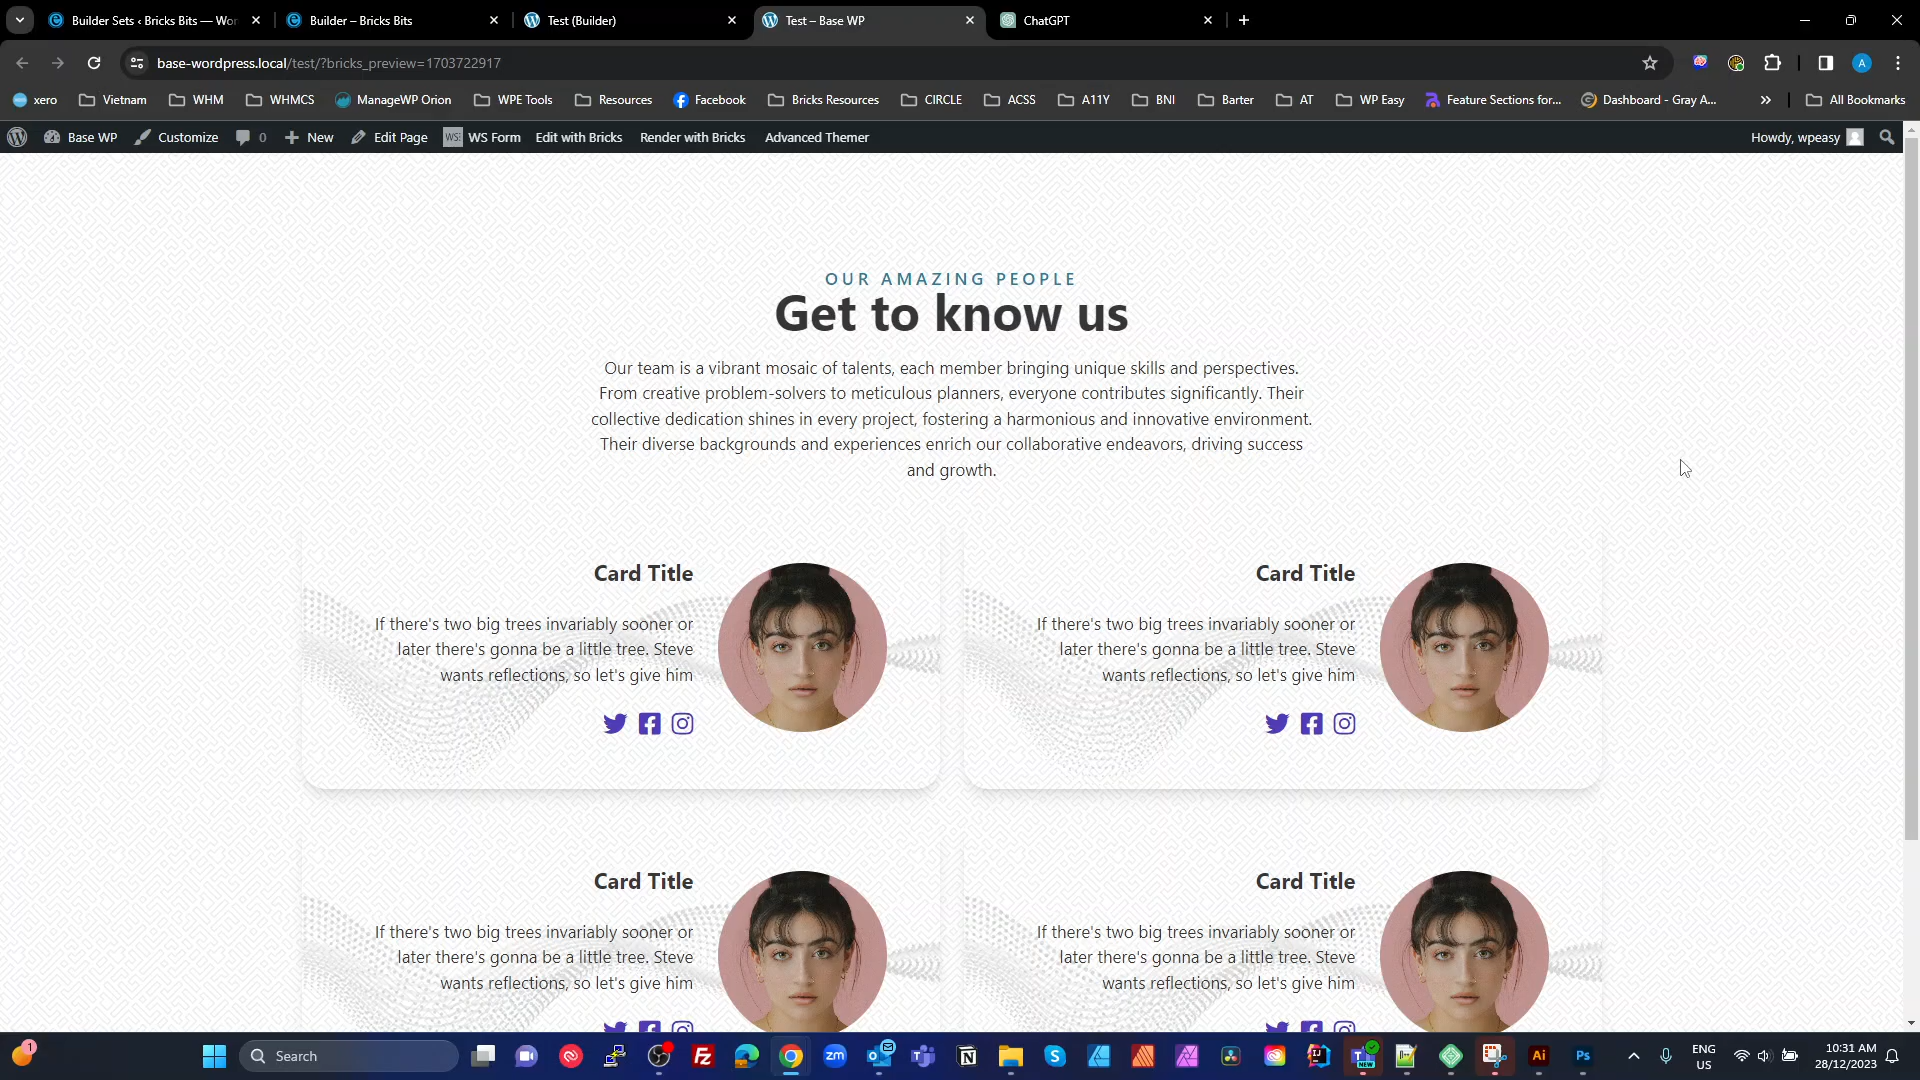 Builder Sets ‹ Bricks Bits — Wor
Builder – Bricks Bits
Test (Builder)
Test – Base WP
ChatGPT
base-wordpress.local/test/?bricks_preview=1703722917
A
xero
Vietnam
WHM
WHMCS
ManageWP Orion
WPE Tools
Resources
Facebook
Bricks Resources
CIRCLE
ACSS
A11Y
BNI
Barter
AT
WP Easy
Feature Sections for...
Dashboard - Gray A...
»
All Bookmarks
Base WP
Customize
0
New
Edit Page
WS Form
Edit with Bricks
Render with Bricks
Advanced Themer
Howdy, wpeasy
OUR AMAZING PEOPLE
Get to know us
Our team is a vibrant mosaic of talents, each member bringing unique skills and perspectives.
From creative problem-solvers to meticulous planners, everyone contributes significantly. Their
collective dedication shines in every project, fostering a harmonious and innovative environment.
Their diverse backgrounds and experiences enrich our collaborative endeavors, driving success
and growth.
Card Title
If there's two big trees invariably sooner or
later there's gonna be a little tree. Steve
wants reflections, so let's give him
Card Title
If there's two big trees invariably sooner or
later there's gonna be a little tree. Steve
wants reflections, so let's give him
Card Title
If there's two big trees invariably sooner or
later there's gonna be a little tree. Steve
wants reflections, so let's give him
Card Title
If there's two big trees invariably sooner or
later there's gonna be a little tree. Steve
wants reflections, so let's give him
1
Search
zm
NEW
Ai
Ps
ENG
US
10:31 AM
28/12/2023